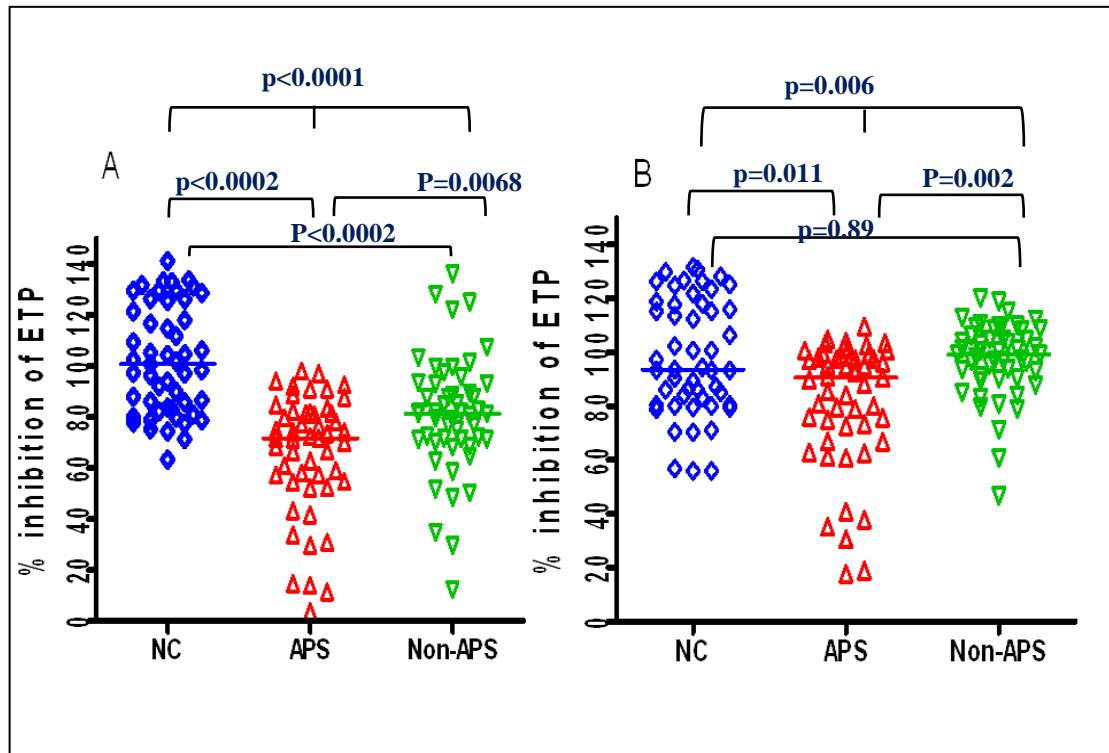 p<0.0001
A
p<0.0002
P=0.0068
P<0.0002
% inhibition of ETP
140
120
100
80
60
40
20
0
NC APS Non-APS
p=0.006
B
p=0.011
P=0.002
p=0.89
% inhibition of ETP
140
120
100
80
60
40
20
0
NC APS Non-APS